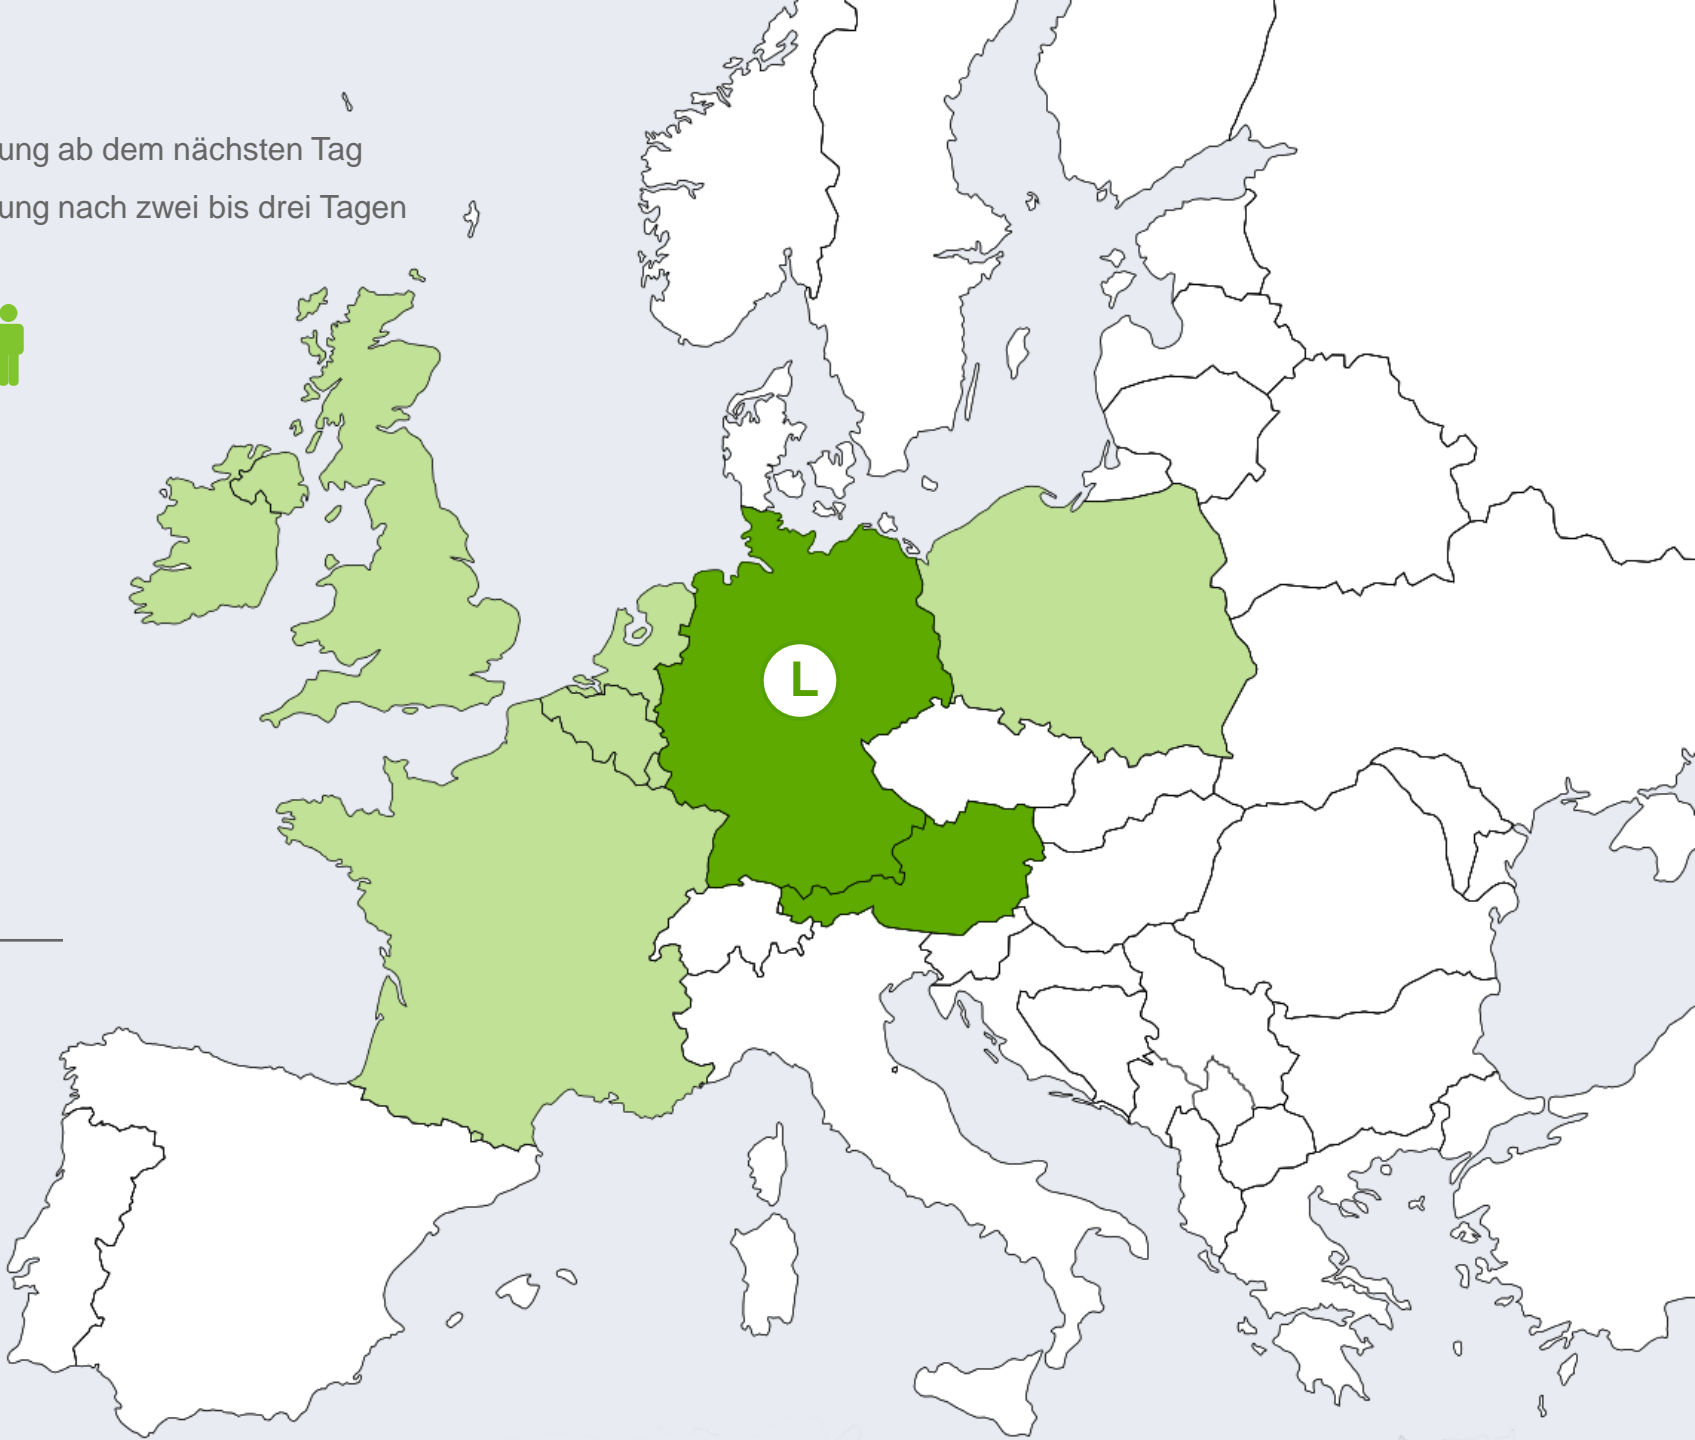 ung ab dem nächsten Tag
ung nach zwei bis drei Tagen
L